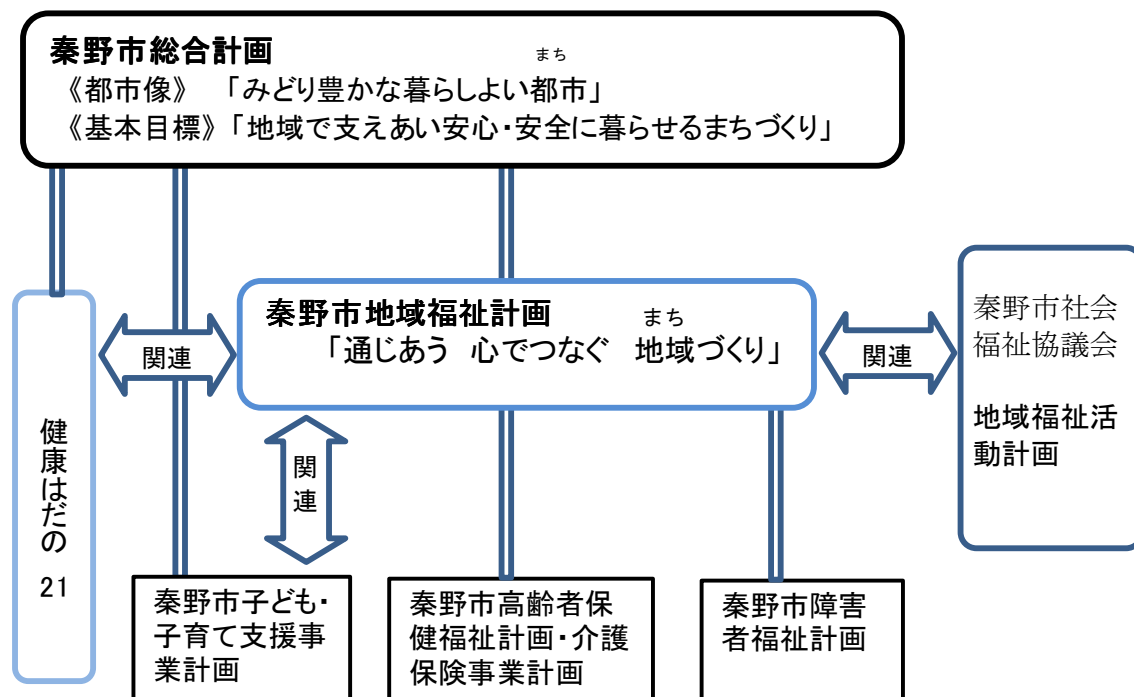 秦野市総合計画
まち
《都市像》 「みどり豊かな暮らしよい都市」
《基本目標》「地域で支えあい安心・安全に暮らせるまちづくり」
秦野市地域福祉計画
まち
「通じあう 心でつなぐ 地域づくり」
関連
関連
関
連
秦野市社会
福祉協議会
地域福祉活
動計画
健康はだの
21
秦野市子ども・
子育て支援事
業計画
秦野市高齢者保
健福祉計画・介護
保険事業計画
秦野市障害
者福祉計画